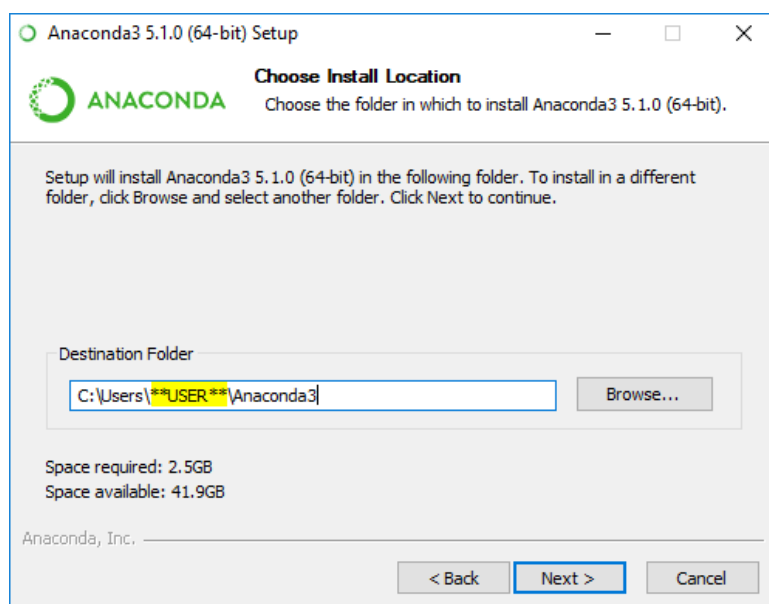 Anaconda3 5.1.0 (64-bit) Setup
ANACONDA
Choose Install Location
Choose the folder in which to install Anaconda3 5.1.0 (64-bit).
Setup will install Anaconda3 5.1.0 (64-bit) in the following folder. To install in a different
folder, click Browse and select another folder. Click Next to continue.
Destination Folder
C:\Users\**USER**\Anaconda3
Browse...
Space required: 2.5GB
Space available: 41.9GB
Anaconda, Inc.
< Back
Next >
Cancel